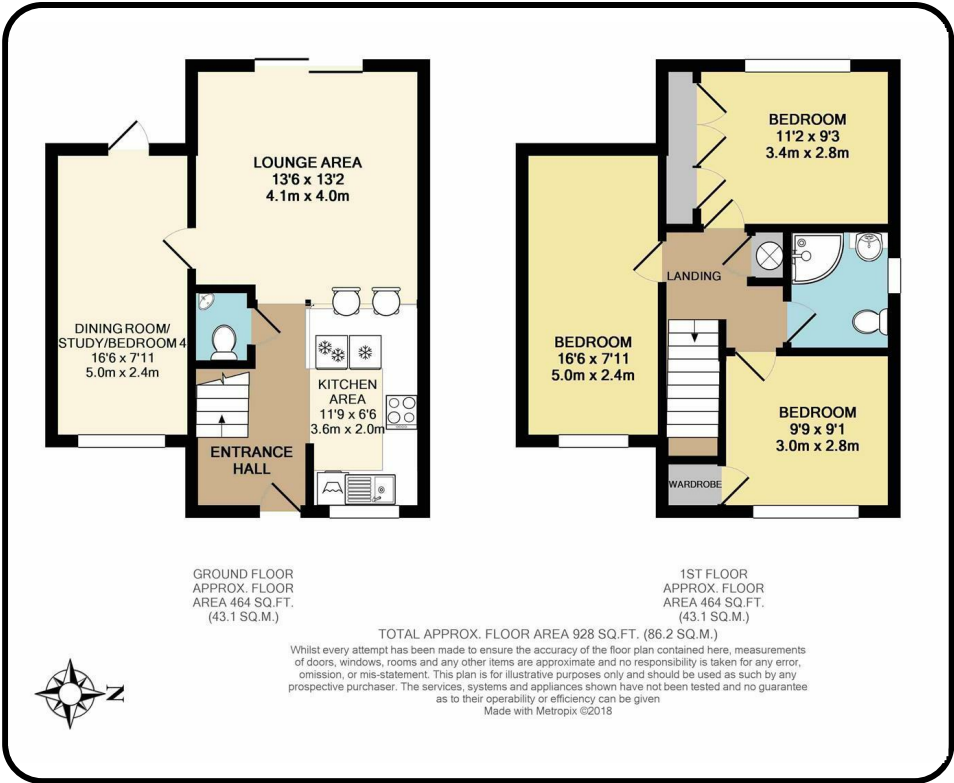 LOUNGE AREA
13'6 x 13'2
4.1m x 4.0m
DINING ROOM/
STUDY/BEDROOM 4
16'6 x 7'11
5.0m x 2.4m
KITCHEN
AREA
11'9 x 6'6
3.6m x 2.0m
ENTRANCE
HALL
BEDROOM
11'2 x 9'3
3.4m x 2.8m
LANDING
BEDROOM
16'6 x 7'11
5.0m x 2.4m
BEDROOM
9'9 x 9'1
3.0m x 2.8m
WARDROBE
GROUND FLOOR
APPROX. FLOOR
AREA 464 SQ.FT.
(43.1 SQ.M.)
1ST FLOOR
APPROX. FLOOR
AREA 464 SQ.FT.
(43.1 SQ.M.)
TOTAL APPROX. FLOOR AREA 928 SQ.FT. (86.2 SQ.M.)
Whilst every attempt has been made to ensure the accuracy of the floor plan contained here, measurements
of doors, windows, rooms and any other items are approximate and no responsibility is taken for any error,
omission, or mis-statement. This plan is for illustrative purposes only and should be used as such by any
prospective purchaser. The services, systems and appliances shown have not been tested and no guarantee
as to their operability or efficiency can be given
Made with Metropix ©2018
N